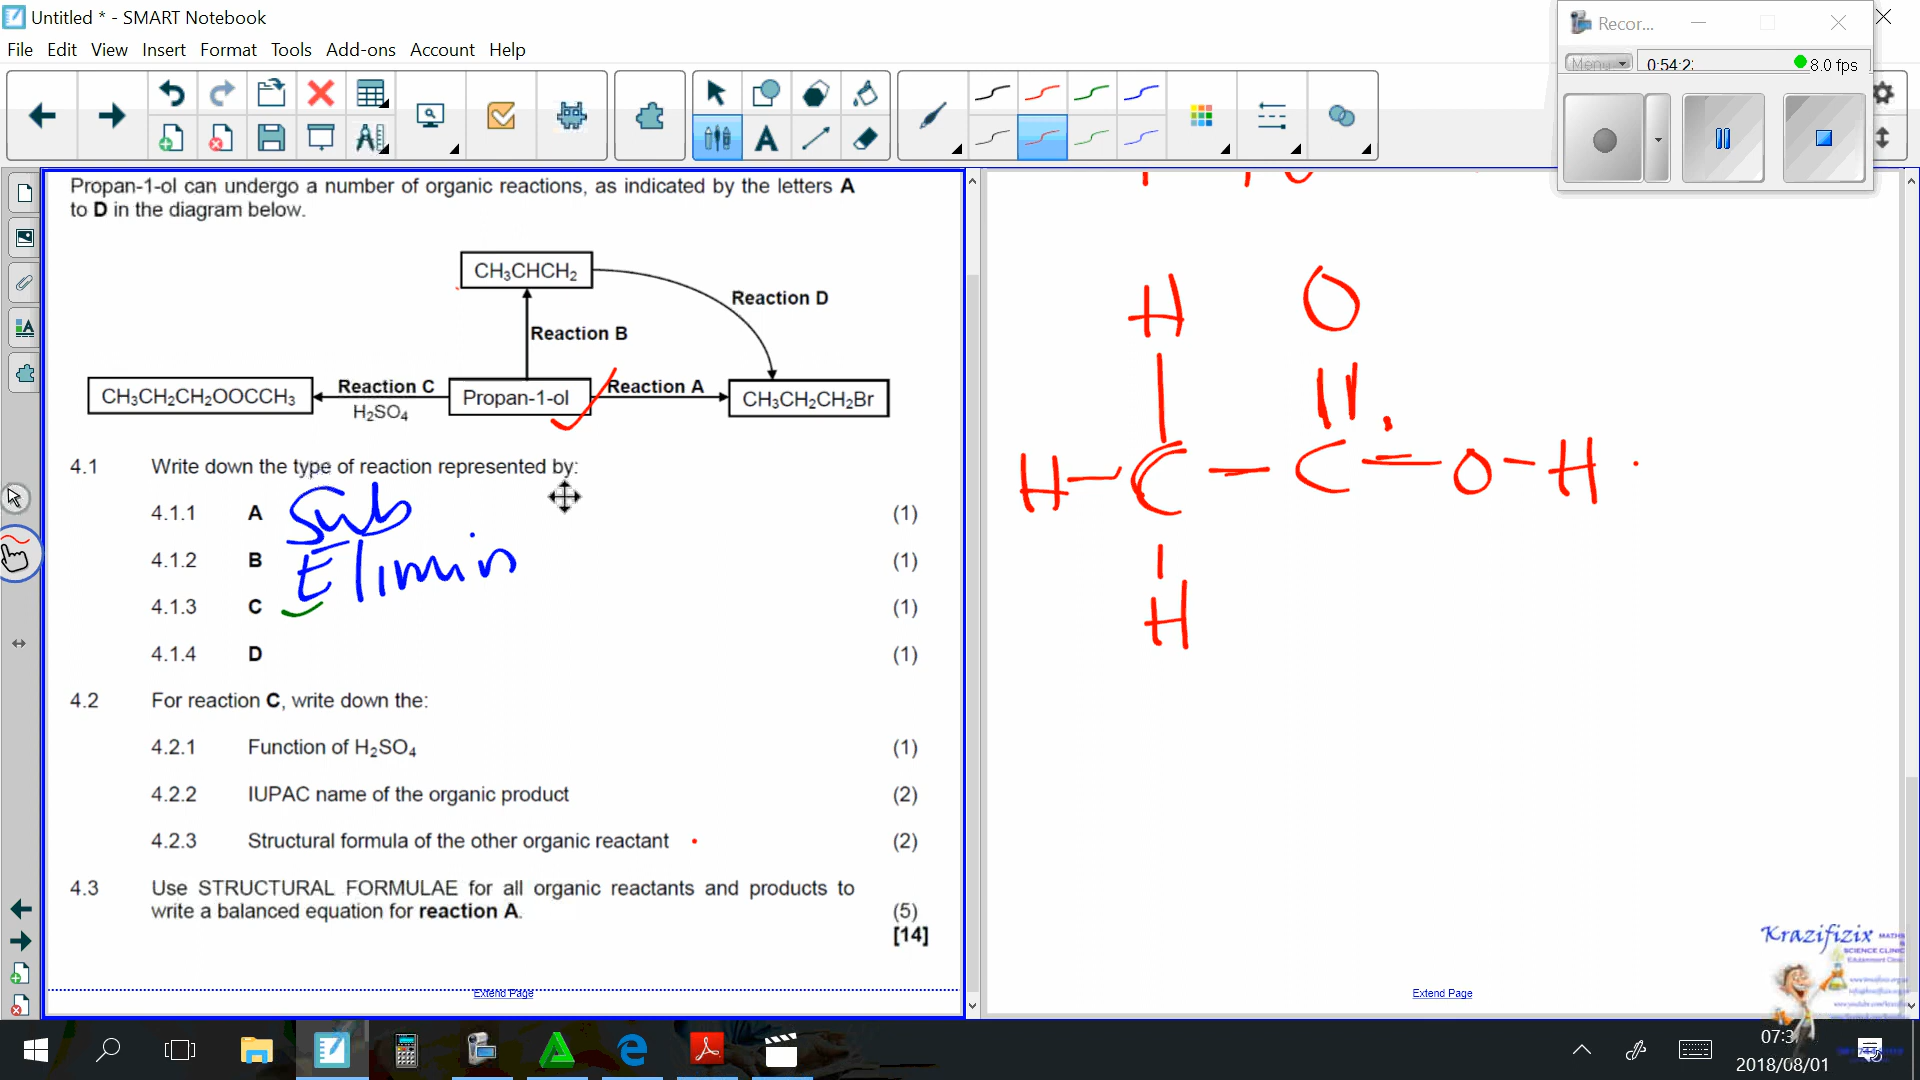 Untitled * - SMART Notebook
File Edit View Insert Format Tools Add-ons Account Help
Recor...
Menu 0:54:2 8.0 fps
Propan-1-ol can undergo a number of organic reactions, as indicated by the letters A
to D in the diagram below.
CH₃CHCH₂
Reaction D
Reaction B
CH₃CH₂CH₂OOCCH₃ Reaction C Propan-1-ol Reaction A CH₃CH₂CH₂Br
H₂SO₄
4.1 Write down the type of reaction represented by:
4.1.1 A Sub (1)
4.1.2 B Elimin (1)
4.1.3 C (1)
4.1.4 D (1)
4.2 For reaction C, write down the:
4.2.1 Function of H₂SO₄ (1)
4.2.2 IUPAC name of the organic product (2)
4.2.3 Structural formula of the other organic reactant (2)
4.3 Use STRUCTURAL FORMULAE for all organic reactants and products to
write a balanced equation for reaction A. (5)
[14]
Extend Page
H O
H - C - C - O - H
H
Extend Page
Krazifizix MATHS
SCIENCE CLINIC
07:3
2018/08/01